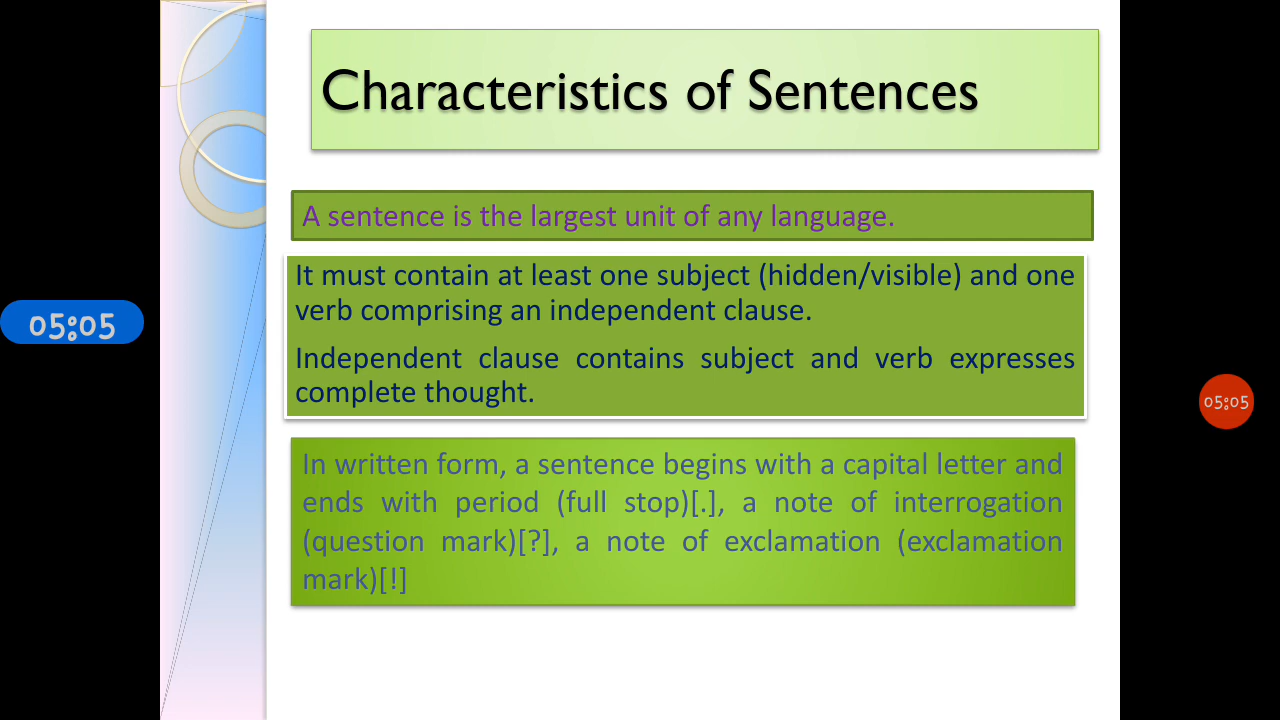 Characteristics of Sentences
A sentence is the largest unit of any language.
It must contain at least one subject (hidden/visible) and one
verb comprising an independent clause.
Independent clause contains subject and verb expresses
complete thought.
In written form, a sentence begins with a capital letter and
ends with period (full stop)[.], a note of interrogation
(question mark)[?], a note of exclamation (exclamation
mark)[!]
05:05
05:05